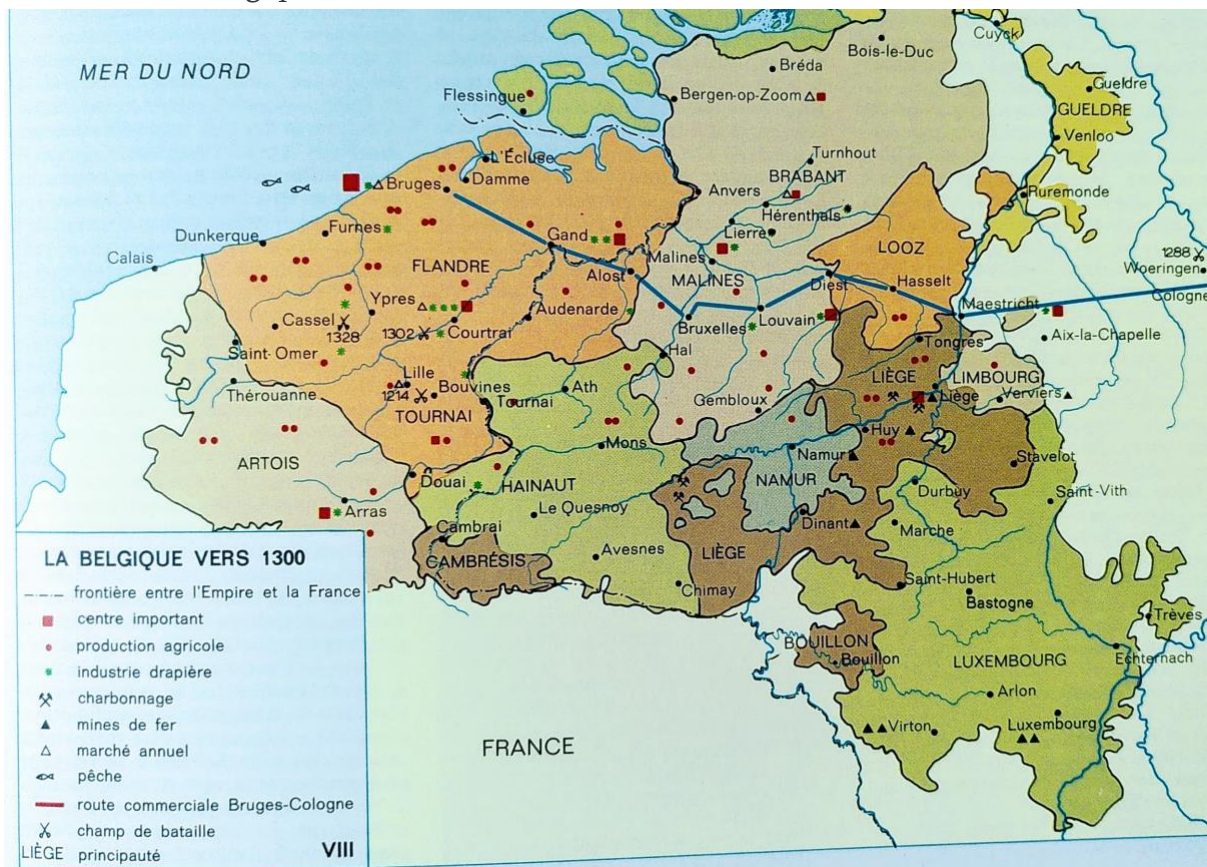 MER DU NORD
Cuyck
Bois-le-Duc
Bréda
Gueldre
GUELDRE
Flessingue
Bergen-op-Zoom
Venloo
Turnhout
L'Écluse
BRABANT
Bruges
Damme
Anvers
Ruremonde
Hérenthals
Furnes
Lierre
Dunkerque
Gand
LOOZ
1288
Calais
Malines
Woeringen
FLANDRE
Alost
MALINES
Hasselt
Cologne
Diest
Ypres
Audenarde
Maestricht
Cassel
Courtrai
Bruxelles
Louvain
1328
1302
Aix-la-Chapelle
Saint-Omer
Hal
Tongres
Lille
LIÈGE
LIMBOURG
Thérouanne
Bouvines
Ath
1214
Tournai
Gembloux
Liège
Verviers
TOURNAI
Huy
Mons
Namur
Stavelot
ARTOIS
Douai
HAINAUT
NAMUR
Durbuy
Saint-Vith
Arras
Le Quesnoy
Dinant
Marche
Cambrai
LIÈGE
Avesnes
CAMBRÉSIS
Chimay
Saint-Hubert
Bastogne
Trèves
BOUILLON
Bouillon
LUXEMBOURG
Echternach
Arlon
Virton
Luxembourg
FRANCE
LA BELGIQUE VERS 1300
frontière entre l'Empire et la France
centre important
production agricole
industrie drapière
charbonnage
mines de fer
marché annuel
pêche
route commerciale Bruges-Cologne
champ de bataille
LIÈGE principauté
VIII